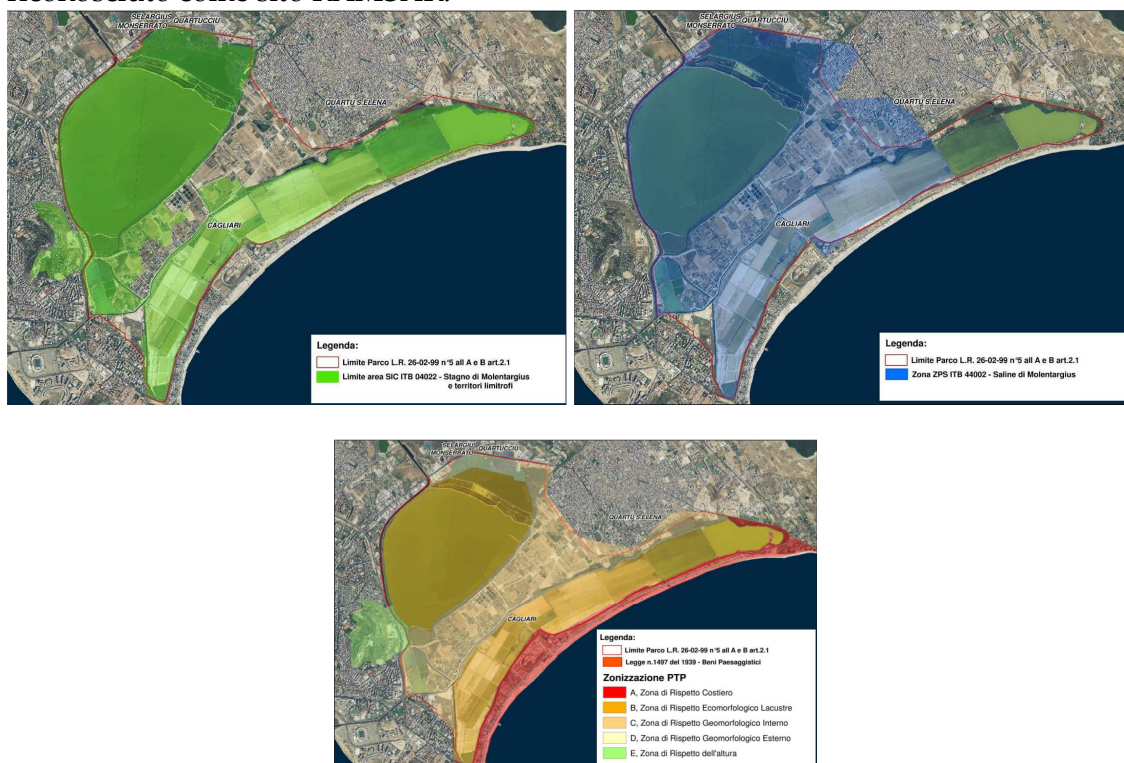 riconosciuto come sito RAMSAR.
SELARGIUS QUARTUCCIU
MONSERRATO
QUARTU S.ELENA
CAGLIARI
Legenda:
Limite Parco L.R. 26-02-99 n°5 all A e B art.2.1
Limite area SIC ITB 04022 - Stagno di Molentargius
e territori limitrofi
SELARGIUS QUARTUCCIU
MONSERRATO
QUARTU S.ELENA
CAGLIARI
Legenda:
Limite Parco L.R. 26-02-99 n°5 all A e B art.2.1
Zona ZPS ITB 44002 - Saline di Molentargius
SELARGIUS QUARTUCCIU
MONSERRATO
QUARTU S.ELENA
CAGLIARI
Legenda:
Limite Parco L.R. 26-02-99 n°5 all A e B art.2.1
Legge n.1497 del 1939 - Beni Paesaggistici
Zonizzazione PTP
A, Zona di Rispetto Costiero
B, Zona di Rispetto Ecomorfologico Lacustre
C, Zona di Rispetto Geomorfologico Interno
D, Zona di Rispetto Geomorfologico Esterno
E, Zona di Rispetto dell'altura